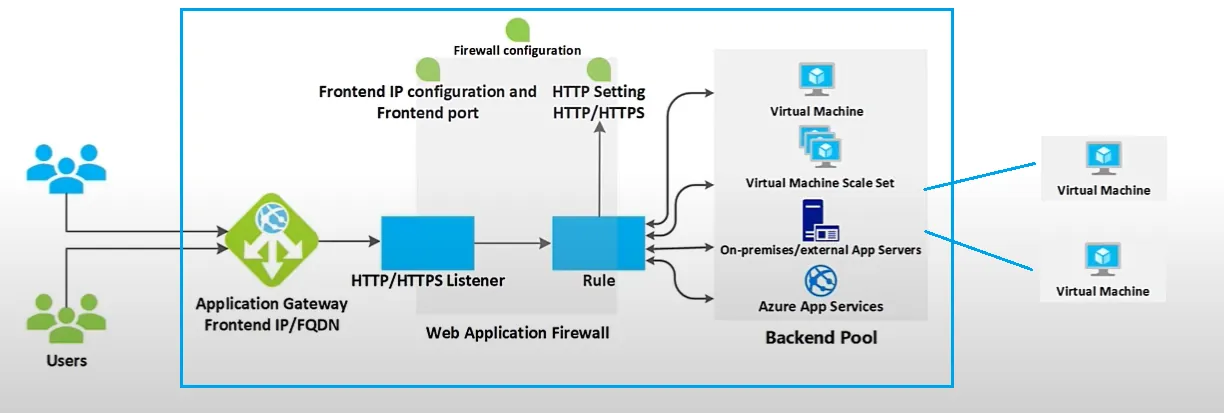 Firewall configuration
Frontend IP configuration and
Frontend port
HTTP Setting
HTTP/HTTPS
Virtual Machine
Virtual Machine Scale Set
On-premises/external App Servers
Azure App Services
Backend Pool
Virtual Machine
Virtual Machine
Users
Application Gateway
Frontend IP/FQDN
HTTP/HTTPS Listener
Rule
Web Application Firewall